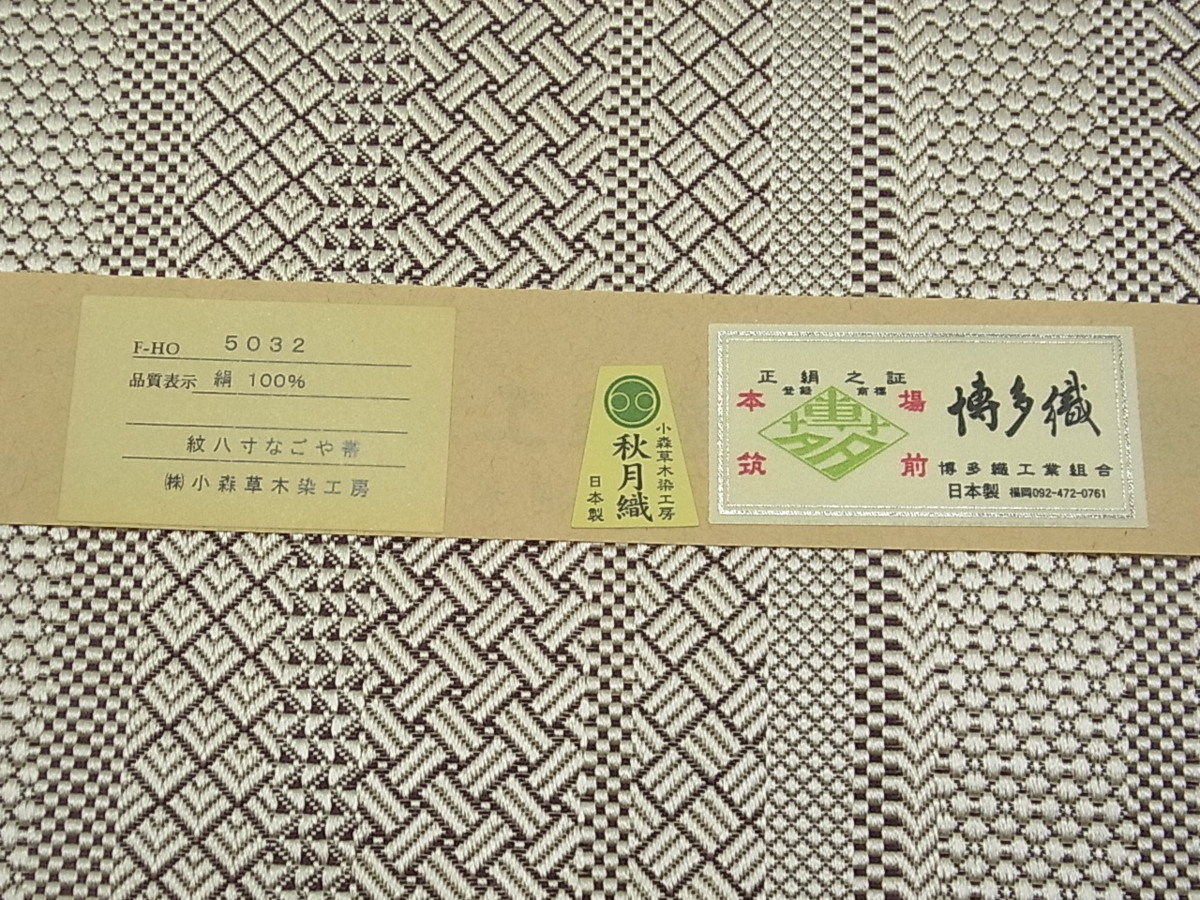 F-HO 5032
品質表示 絹 100%
紋八寸なごや帯
㈱小森草木染工房
小森草木染工房
秋月織
日本製
正絹之証
登録商標
本場
筑前
博多
博多織
博多織工業組合
日本製 福岡092-472-0761